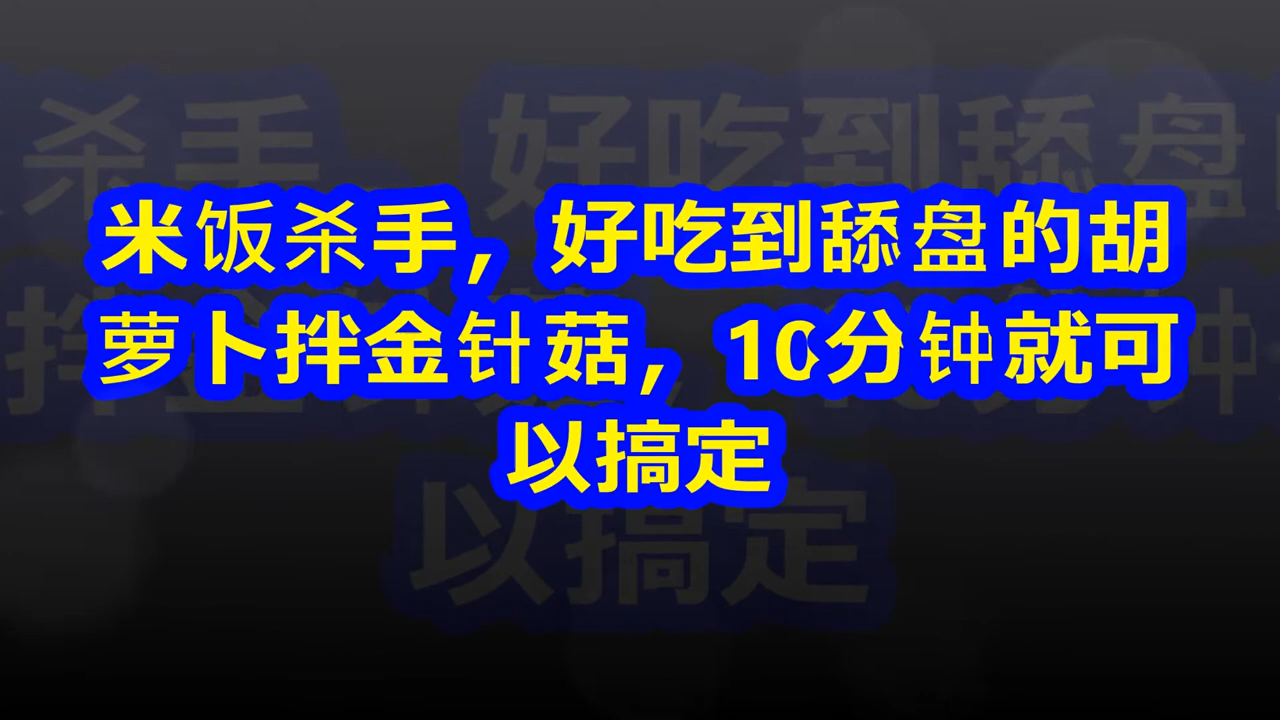 米饭杀手，好吃到舔盘的胡
萝卜拌金针菇，10分钟就可
以搞定